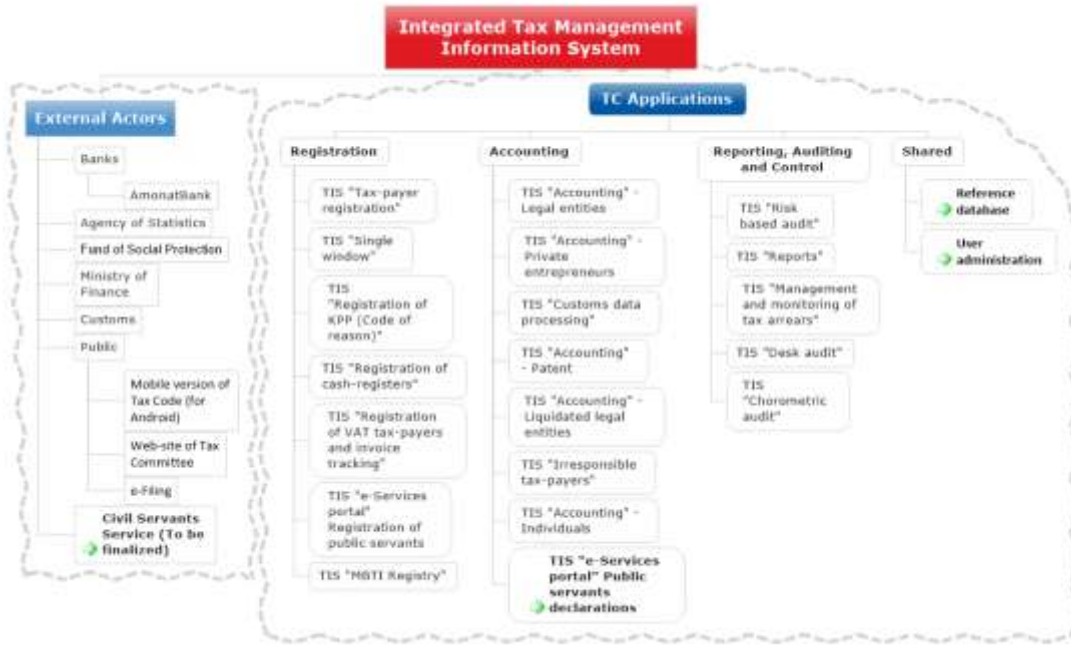 Integrated Tax Management
Information System
External Actors
Banks
AmonatBank
Agency of Statistics
Fund of Social Protection
Ministry of
Finance
Customs
Public
Mobile version of
Tax Code (for
Android)
Web-site of Tax
Committee
e-Filing
Civil Servants
Service (To be
finalized)
TC Applications
Registration
TIS "Tax-payer
registration"
TIS "Single
window"
TIS
"Registration of
KPP (Code of
reason)"
TIS "Registration of
cash-registers"
TIS "Registration
of VAT tax-payers
and invoice
tracking"
TIS "e-Services
portal"
Registration of
public servants
TIS "MBTI Registry"
Accounting
TIS "Accounting" -
Legal entities
TIS "Accounting" -
Private
entrepreneurs
TIS "Customs data
processing"
TIS "Accounting"
- Patent
TIS "Accounting" -
Liquidated legal
entities
TIS "Irresponsible
tax-payers"
TIS "Accounting" -
Individuals
TIS "e-Services
portal" Public
servants
declarations
Reporting, Auditing
and Control
TIS "Risk
based audit"
TIS "Reports"
TIS "Management
and monitoring of
tax arrears"
TIS "Desk audit"
TIS
"Chorometric
audit"
Shared
Reference
database
User
administration